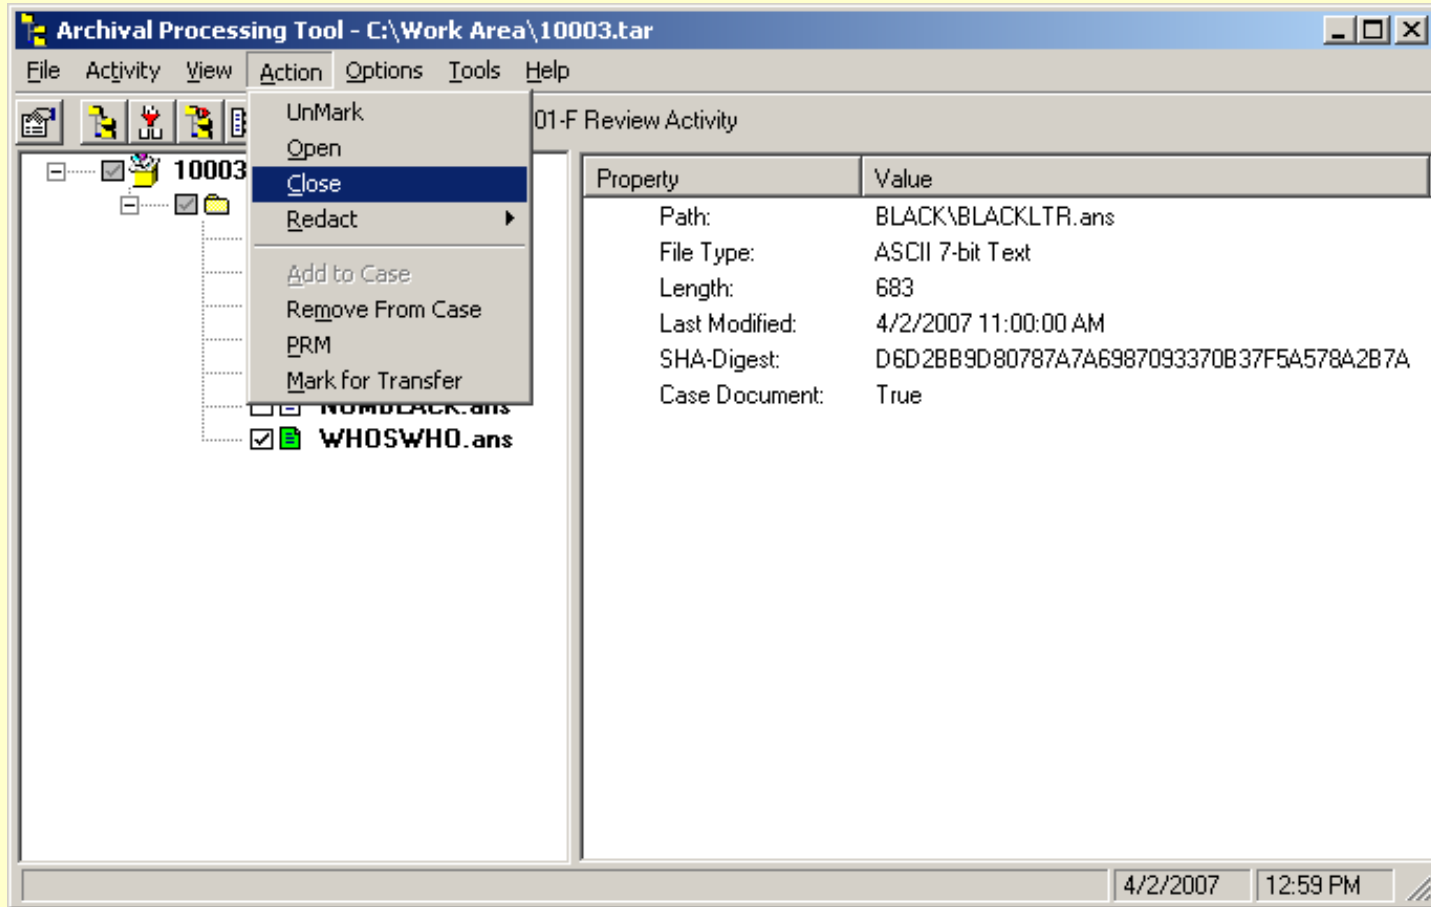 Archival Processing Tool - C:\Work Area\10003.tar
File Activity View Action Options Tools Help
01-F Review Activity
UnMark
Open
Close
Redact
Add to Case
Remove From Case
PRM
Mark for Transfer
10003
NUMBLACK.ans
WHOSWHO.ans
Property Value
Path: BLACK\BLACKLTR.ans
File Type: ASCII 7-bit Text
Length: 683
Last Modified: 4/2/2007 11:00:00 AM
SHA-Digest: D6D2BB9D80787A7A6987093370B37F5A578A2B7A
Case Document: True
4/2/2007 12:59 PM